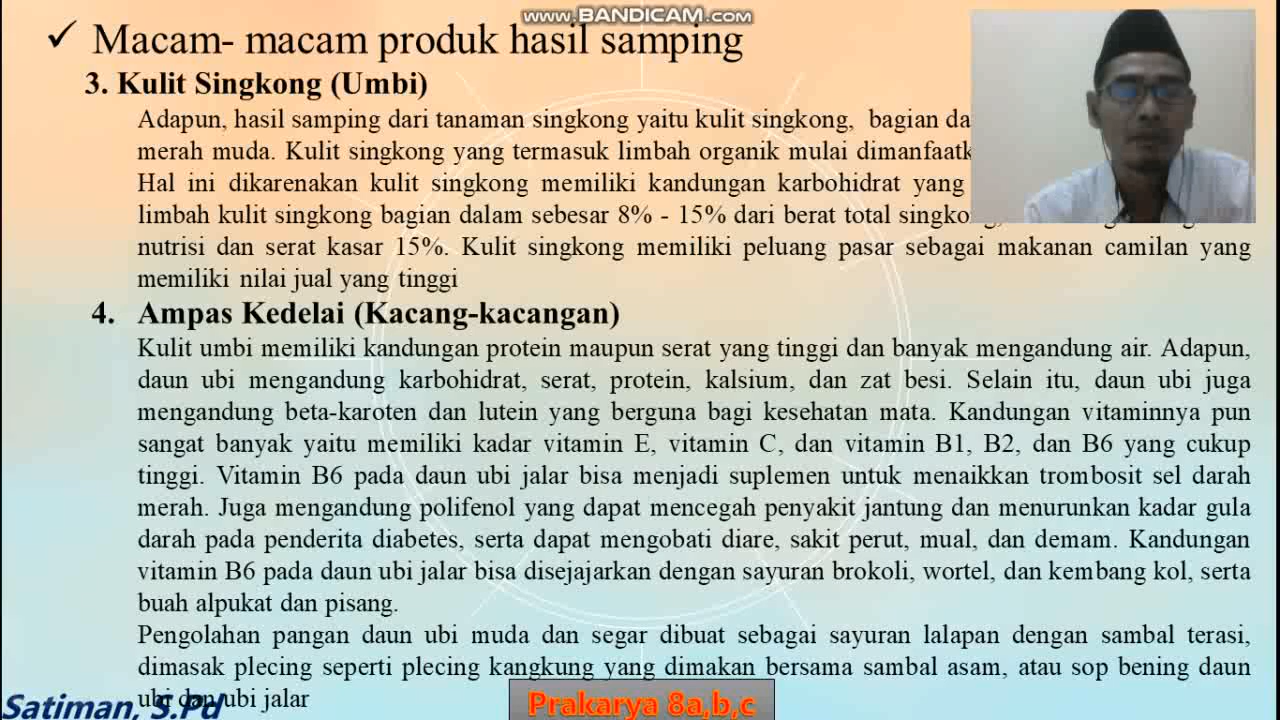 www.BANDICAM.com
✓ Macam- macam produk hasil samping
3. Kulit Singkong (Umbi)
Adapun, hasil samping dari tanaman singkong yaitu kulit singkong, bagian
merah muda. Kulit singkong yang termasuk limbah organik mulai
Hal ini dikarenakan kulit singkong memiliki kandungan karbohidrat yang
limbah kulit singkong bagian dalam sebesar 8% - 15% dari berat total
nutrisi dan serat kasar 15%. Kulit singkong memiliki peluang pasar sebagai makanan camilan yang
memiliki nilai jual yang tinggi
4. Ampas Kedelai (Kacang-kacangan)
Kulit umbi memiliki kandungan protein maupun serat yang tinggi dan banyak mengandung air. Adapun,
daun ubi mengandung karbohidrat, serat, protein, kalsium, dan zat besi. Selain itu, daun ubi juga
mengandung beta-karoten dan lutein yang berguna bagi kesehatan mata. Kandungan vitaminnya pun
sangat banyak yaitu memiliki kadar vitamin E, vitamin C, dan vitamin B1, B2, dan B6 yang cukup
tinggi. Vitamin B6 pada daun ubi jalar bisa menjadi suplemen untuk menaikkan trombosit sel darah
merah. Juga mengandung polifenol yang dapat mencegah penyakit jantung dan menurunkan kadar gula
darah pada penderita diabetes, serta dapat mengobati diare, sakit perut, mual, dan demam. Kandungan
vitamin B6 pada daun ubi jalar bisa disejajarkan dengan sayuran brokoli, wortel, dan kembang kol, serta
buah alpukat dan pisang.
Pengolahan pangan daun ubi muda dan segar dibuat sebagai sayuran lalapan dengan sambal terasi,
dimasak plecing seperti plecing kangkung yang dimakan bersama sambal asam, atau sop bening daun
ubi dan ubi jalar
Satiman, S.Pd
Prakarya 8a,b,c